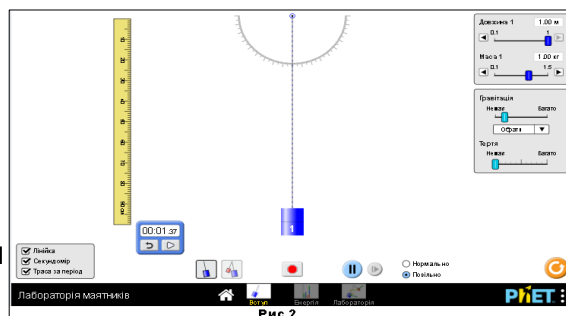 Довжина 1 1.00 м
0.1 1
Маса 1 1.00 кг
0.1 1.5
Гравітація
Немає Багато
Обрати
Тертя
Немає Багато
1
00:01.37
Лінійка
Секундомір
Траса за період
Нормально
Повільно
Лабораторія маятників
Вступ
Енергія
Лабораторія
PhET
Рис 2